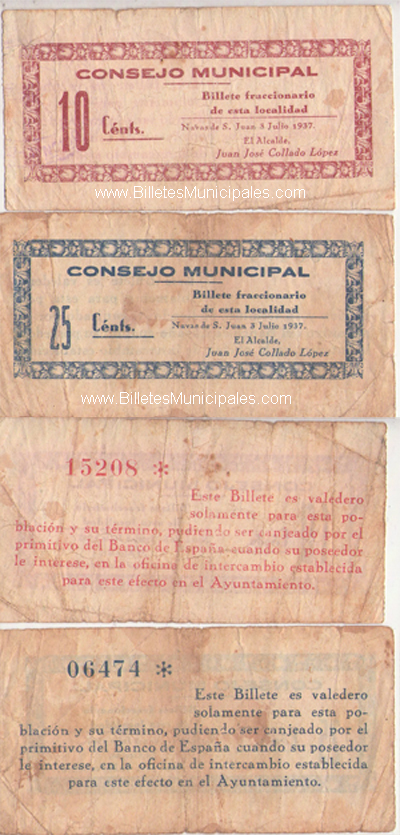 CONSEJO MUNICIPAL
10 Cénts.
Billete fraccionario
de esta localidad
Navas de S. Juan 3 Julio 1937.
El Alcalde,
Juan José Collado López
www.BilletesMunicipales.com
CONSEJO MUNICIPAL
25 Cénts.
Billete fraccionario
de esta localidad
Navas de S. Juan 3 Julio 1937.
El Alcalde,
Juan José Collado López
www.BilletesMunicipales.com
15208 *
Este Billete es valedero
solamente para esta po-
blación y su término, pudiendo ser canjeado por el
primitivo del Banco de España cuando su poseedor
le interese, en la oficina de intercambio establecida
para este efecto en el Ayuntamiento.
www.BilletesMunicipales.com
06474 *
Este Billete es valedero
solamente para esta po-
blación y su término, pudiendo ser canjeado por el
primitivo del Banco de España cuando su poseedor
le interese, en la oficina de intercambio establecida
para este efecto en el Ayuntamiento.
www.BilletesMunicipales.com